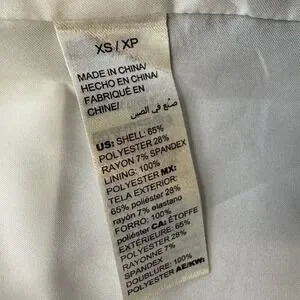 XS / XP
MADE IN CHINA/
HECHO EN CHINA/
FABRIQUÉ EN
CHINE/ صنع في الصين
US: SHELL: 65%
POLYESTER 28%
RAYON 7% SPANDEX
LINING: 100%
POLYESTER MX:
TELA EXTERIOR:
65% poliéster 28%
rayón 7% elastano
FORRO: 100%
poliéster CA: ÉTOFFE
EXTÉRIEURE: 65%
POLYESTER 28%
RAYONNE 7%
SPANDEX
DOUBLURE: 100%
POLYESTER AE/KW: